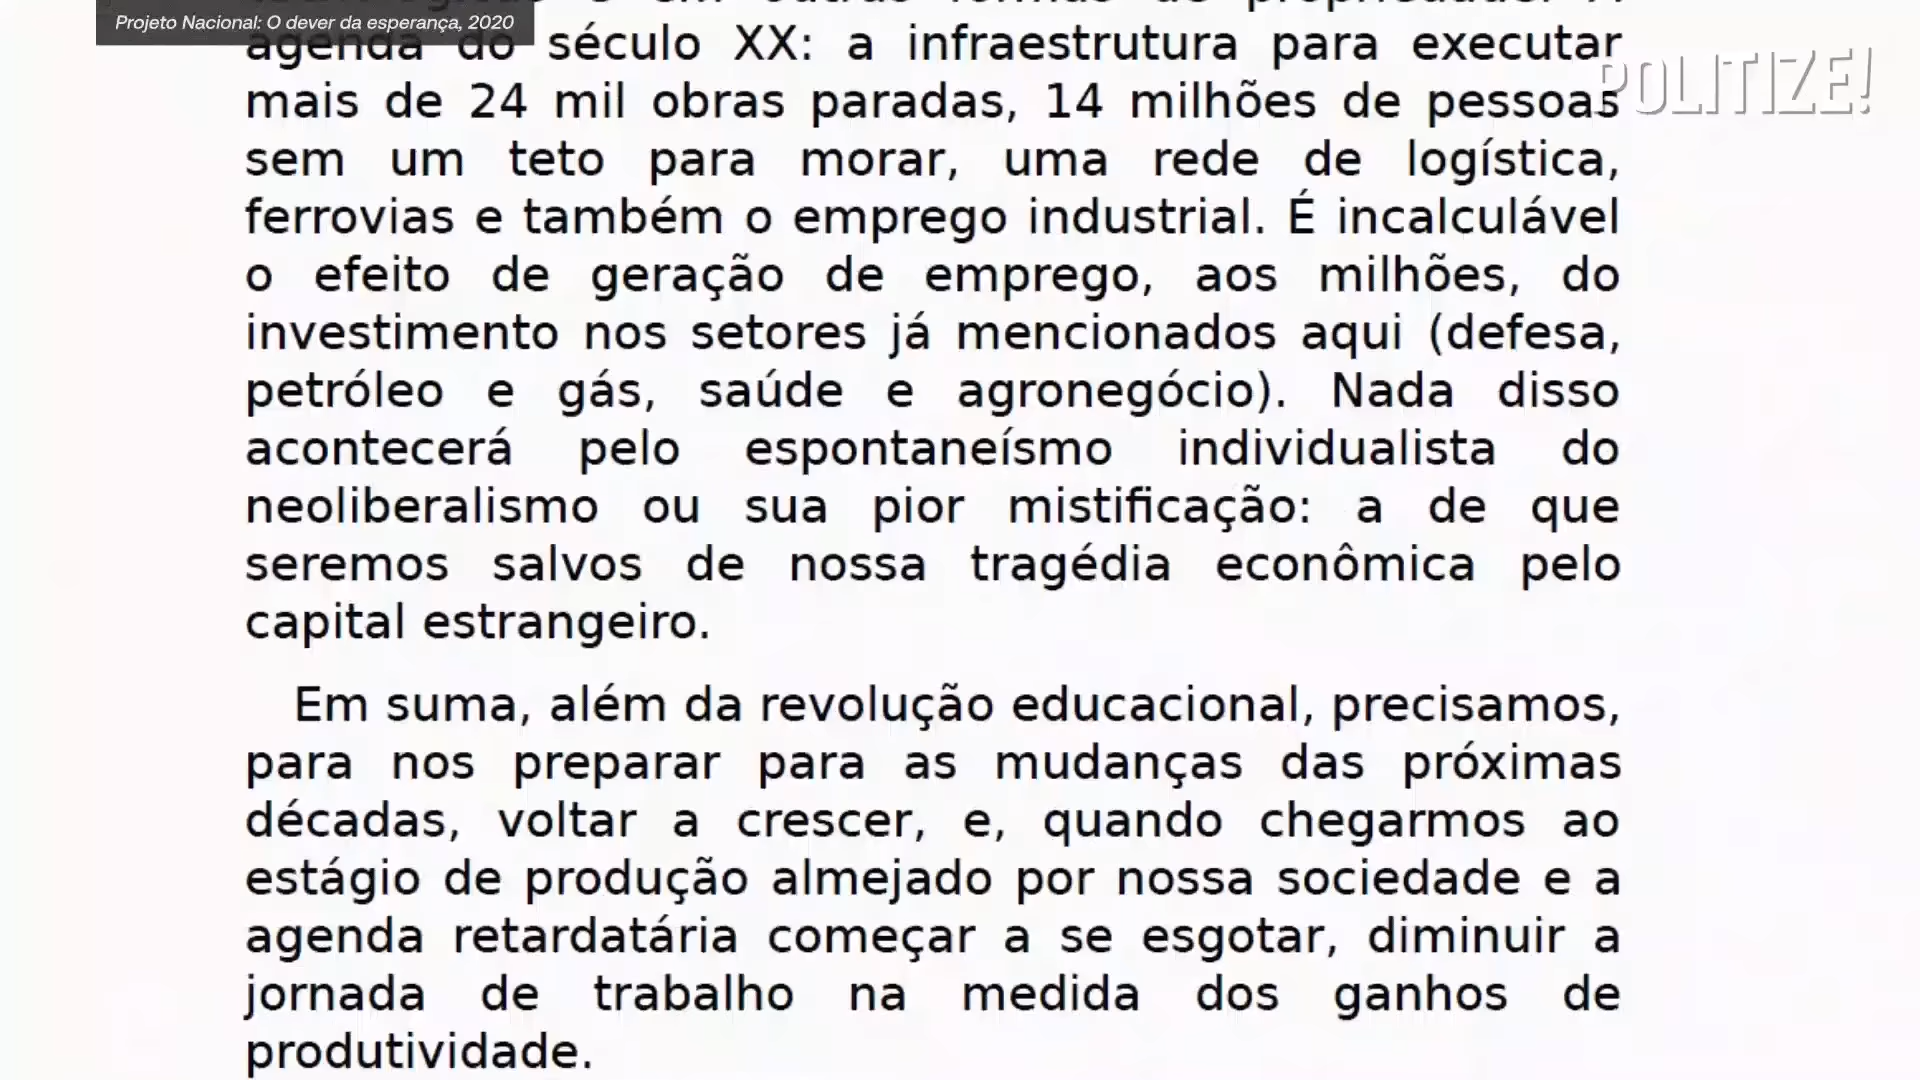 Projeto Nacional: O dever da esperança, 2020
agenda do século XX: a infraestrutura para executar
POLITIZE!
mais de 24 mil obras paradas, 14 milhões de pessoas
sem um teto para morar, uma rede de logística,
ferrovias e também o emprego industrial. É incalculável
o efeito de geração de emprego, aos milhões, do
investimento nos setores já mencionados aqui (defesa,
petróleo e gás, saúde e agronegócio). Nada disso
acontecerá pelo espontaneísmo individualista do
neoliberalismo ou sua pior mistificação: a de que
seremos salvos de nossa tragédia econômica pelo
capital estrangeiro.
Em suma, além da revolução educacional, precisamos,
para nos preparar para as mudanças das próximas
décadas, voltar a crescer, e, quando chegarmos ao
estágio de produção almejado por nossa sociedade e a
agenda retardatária começar a se esgotar, diminuir a
jornada de trabalho na medida dos ganhos de
produtividade.